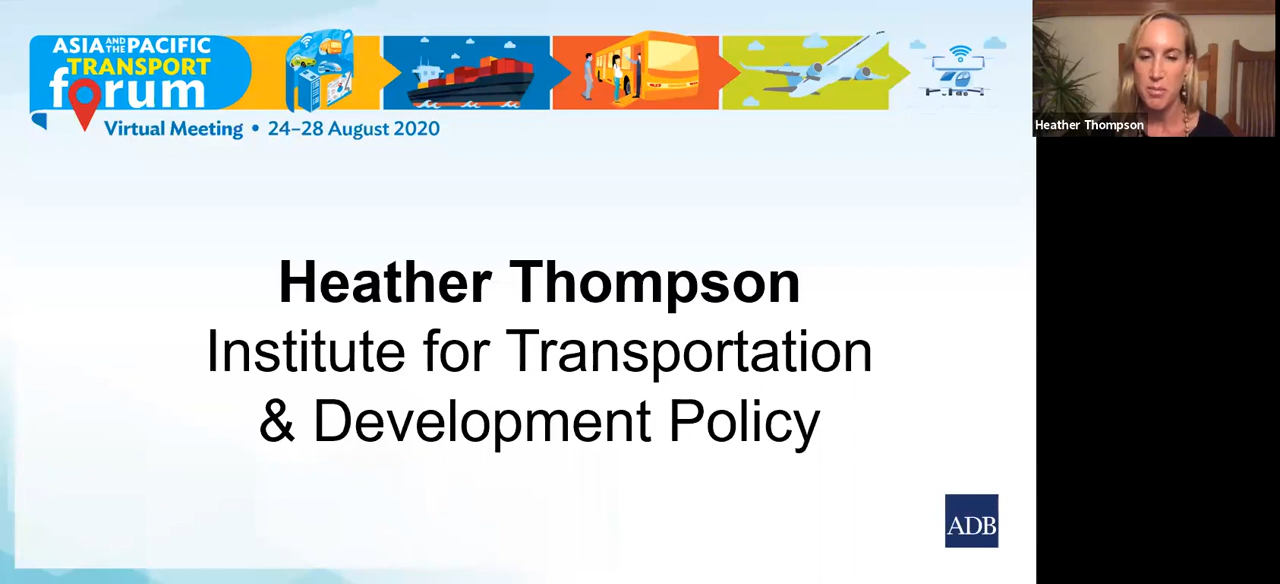 ASIA AND THE PACIFIC
TRANSPORT
forum
Virtual Meeting • 24–28 August 2020
Heather Thompson
Heather Thompson
Institute for Transportation
& Development Policy
ADB